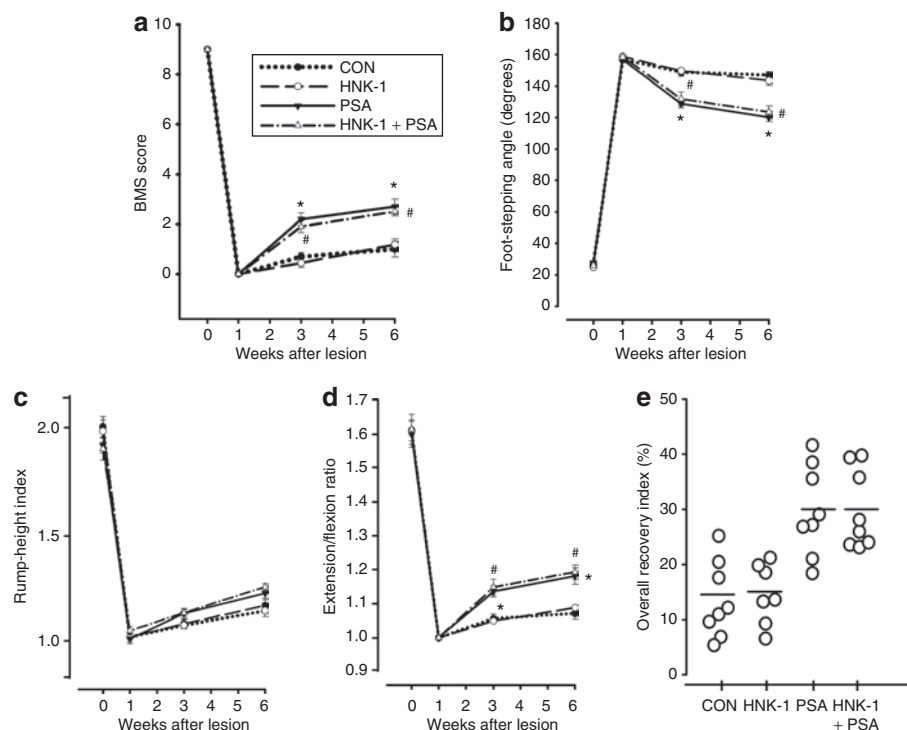 a
10
8
6
4
2
0
BMS score
CON
HNK-1
PSA
HNK-1 + PSA
*
*
#
#
0 1 2 3 4 5 6
Weeks after lesion
b
180
160
140
120
100
80
60
40
20
0
Foot-stepping angle (degrees)
#
*
#
*
0 1 2 3 4 5 6
Weeks after lesion
c
2.0
1.5
1.0
Rump-height index
0 1 2 3 4 5 6
Weeks after lesion
d
1.7
1.6
1.5
1.4
1.3
1.2
1.1
1.0
0.9
Extension/flexion ratio
#
#
*
*
0 1 2 3 4 5 6
Weeks after lesion
e
50
40
30
20
10
0
Overall recovery index (%)
CON HNK-1 PSA HNK-1
+ PSA